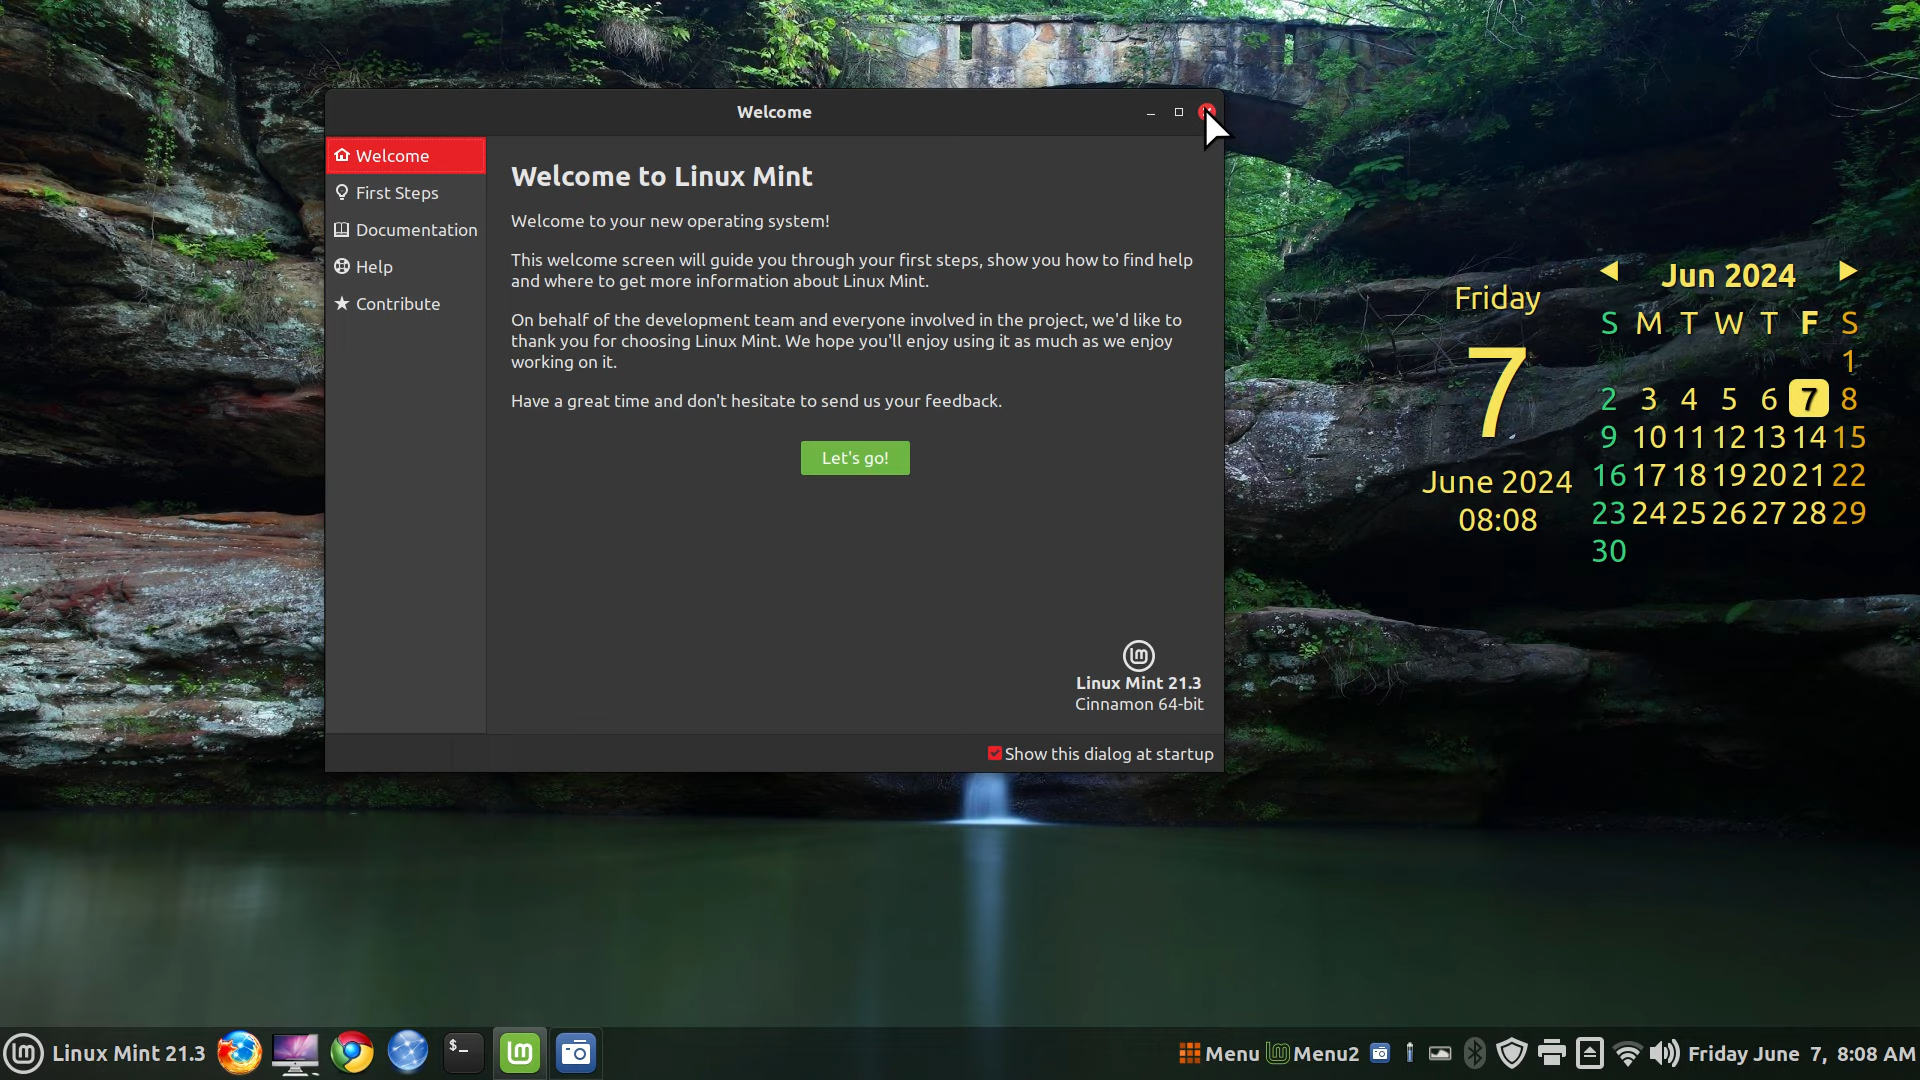 Welcome
Welcome
First Steps
Documentation
Help
Contribute
Welcome to Linux Mint
Welcome to your new operating system!
This welcome screen will guide you through your first steps, show you how to find help
and where to get more information about Linux Mint.
On behalf of the development team and everyone involved in the project, we'd like to
thank you for choosing Linux Mint. We hope you'll enjoy using it as much as we enjoy
working on it.
Have a great time and don't hesitate to send us your feedback.
Let's go!
Linux Mint 21.3
Cinnamon 64-bit
Show this dialog at startup
Friday
7
June 2024
08:08
Jun 2024
S M T W T F S
1
2 3 4 5 6 7 8
9 10 11 12 13 14 15
16 17 18 19 20 21 22
23 24 25 26 27 28 29
30
Linux Mint 21.3
$_
Menu
Menu2
Friday June 7, 8:08 AM